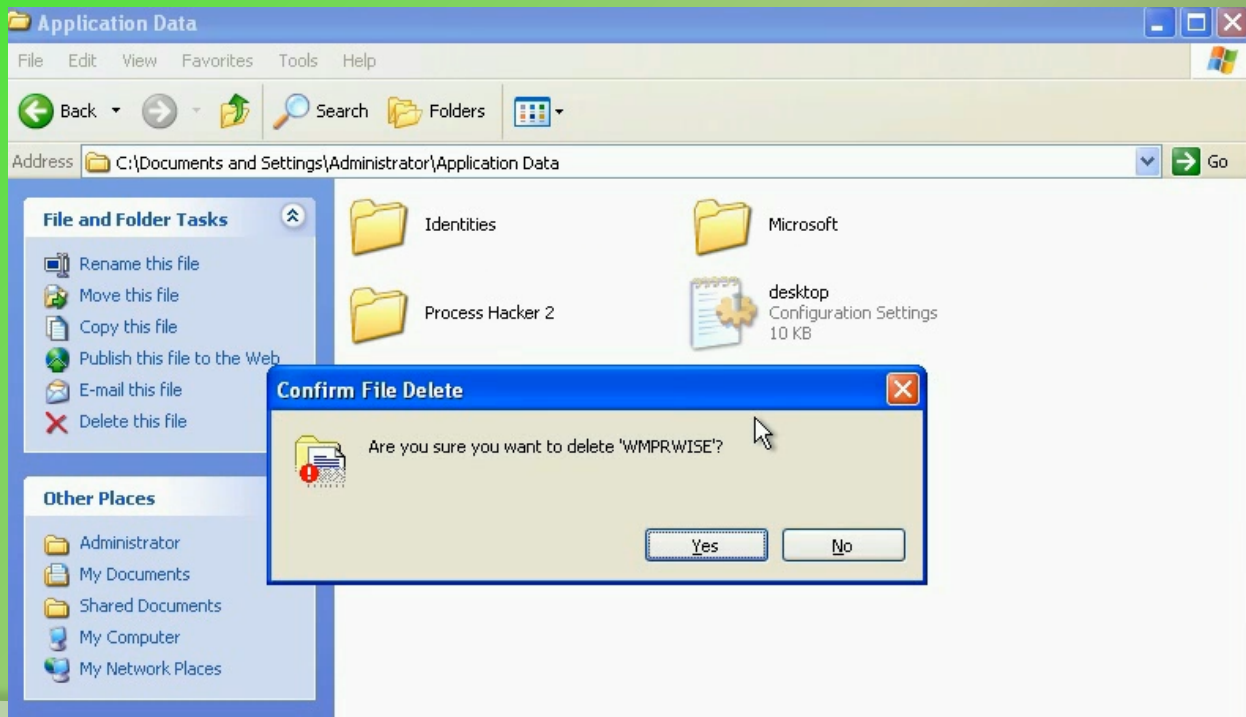 Application Data
File Edit View Favorites Tools Help
Back Search Folders
Address C:\Documents and Settings\Administrator\Application Data Go
File and Folder Tasks
Rename this file
Move this file
Copy this file
Publish this file to the Web
E-mail this file
Delete this file
Other Places
Administrator
My Documents
Shared Documents
My Computer
My Network Places
Identities
Microsoft
Process Hacker 2
desktop
Configuration Settings
10 KB
Confirm File Delete
Are you sure you want to delete 'WMPRWISE'?
Yes No